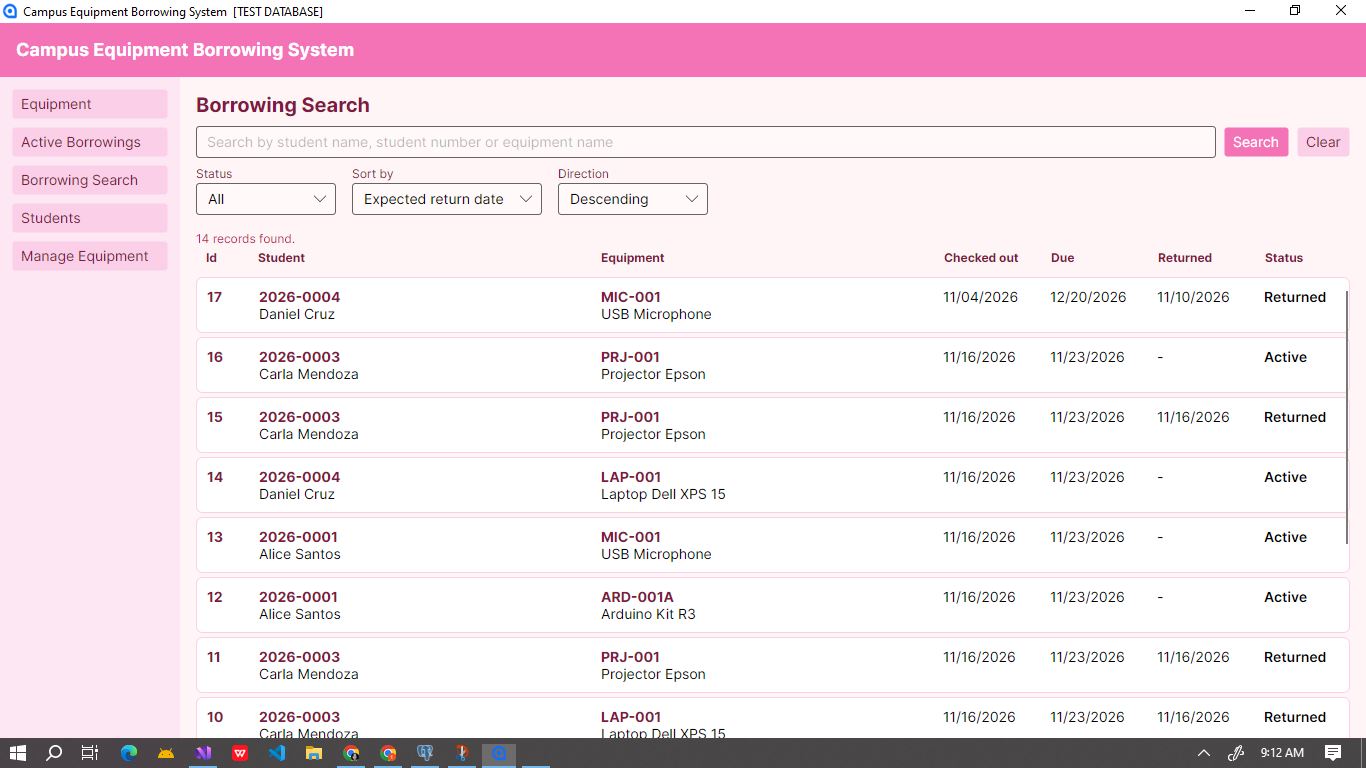 Campus Equipment Borrowing System [TEST DATABASE]
Campus Equipment Borrowing System
Equipment
Active Borrowings
Borrowing Search
Students
Manage Equipment
Borrowing Search
Search by student name, student number or equipment name
Search
Clear
Status
Sort by
Direction
All
Expected return date
Descending
14 records found.
Id Student Equipment Checked out Due Returned Status
17 2026-0004 MIC-001 11/04/2026 12/20/2026 11/10/2026 Returned
Daniel Cruz USB Microphone
16 2026-0003 PRJ-001 11/16/2026 11/23/2026 - Active
Carla Mendoza Projector Epson
15 2026-0003 PRJ-001 11/16/2026 11/23/2026 11/16/2026 Returned
Carla Mendoza Projector Epson
14 2026-0004 LAP-001 11/16/2026 11/23/2026 - Active
Daniel Cruz Laptop Dell XPS 15
13 2026-0001 MIC-001 11/16/2026 11/23/2026 - Active
Alice Santos USB Microphone
12 2026-0001 ARD-001A 11/16/2026 11/23/2026 - Active
Alice Santos Arduino Kit R3
11 2026-0003 PRJ-001 11/16/2026 11/23/2026 11/16/2026 Returned
Carla Mendoza Projector Epson
10 2026-0003 LAP-001 11/16/2026 11/23/2026 11/16/2026 Returned
Carla Mendoza Laptop Dell XPS 15
9:12 AM